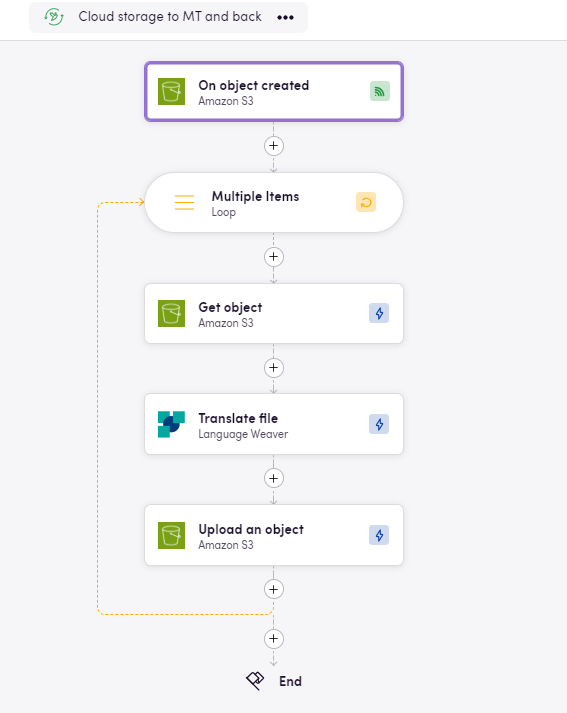 Cloud storage to MT and back
On object created
Amazon S3
Multiple Items
Loop
Get object
Amazon S3
Translate file
Language Weaver
Upload an object
Amazon S3
End